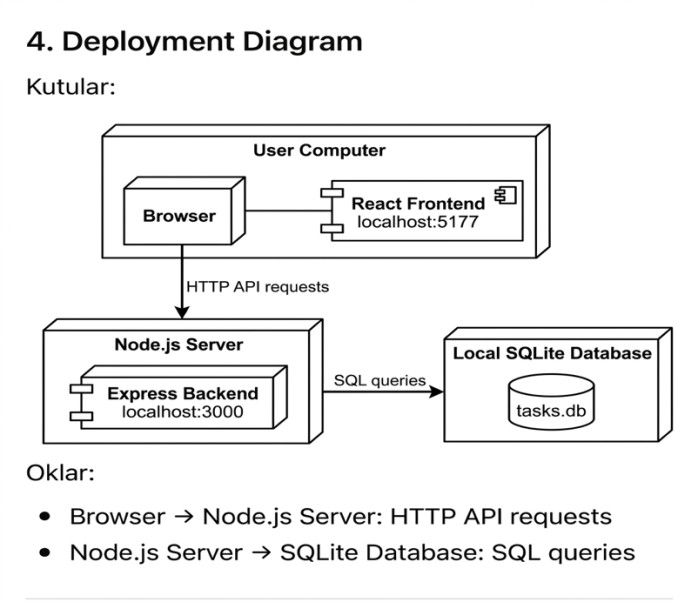 4. Deployment Diagram
Kutular:
User Computer
Browser
React Frontend
localhost:5177
HTTP API requests
Node.js Server
Express Backend
localhost:3000
SQL queries
Local SQLite Database
tasks.db
Oklar:
• Browser → Node.js Server: HTTP API requests
• Node.js Server → SQLite Database: SQL queries